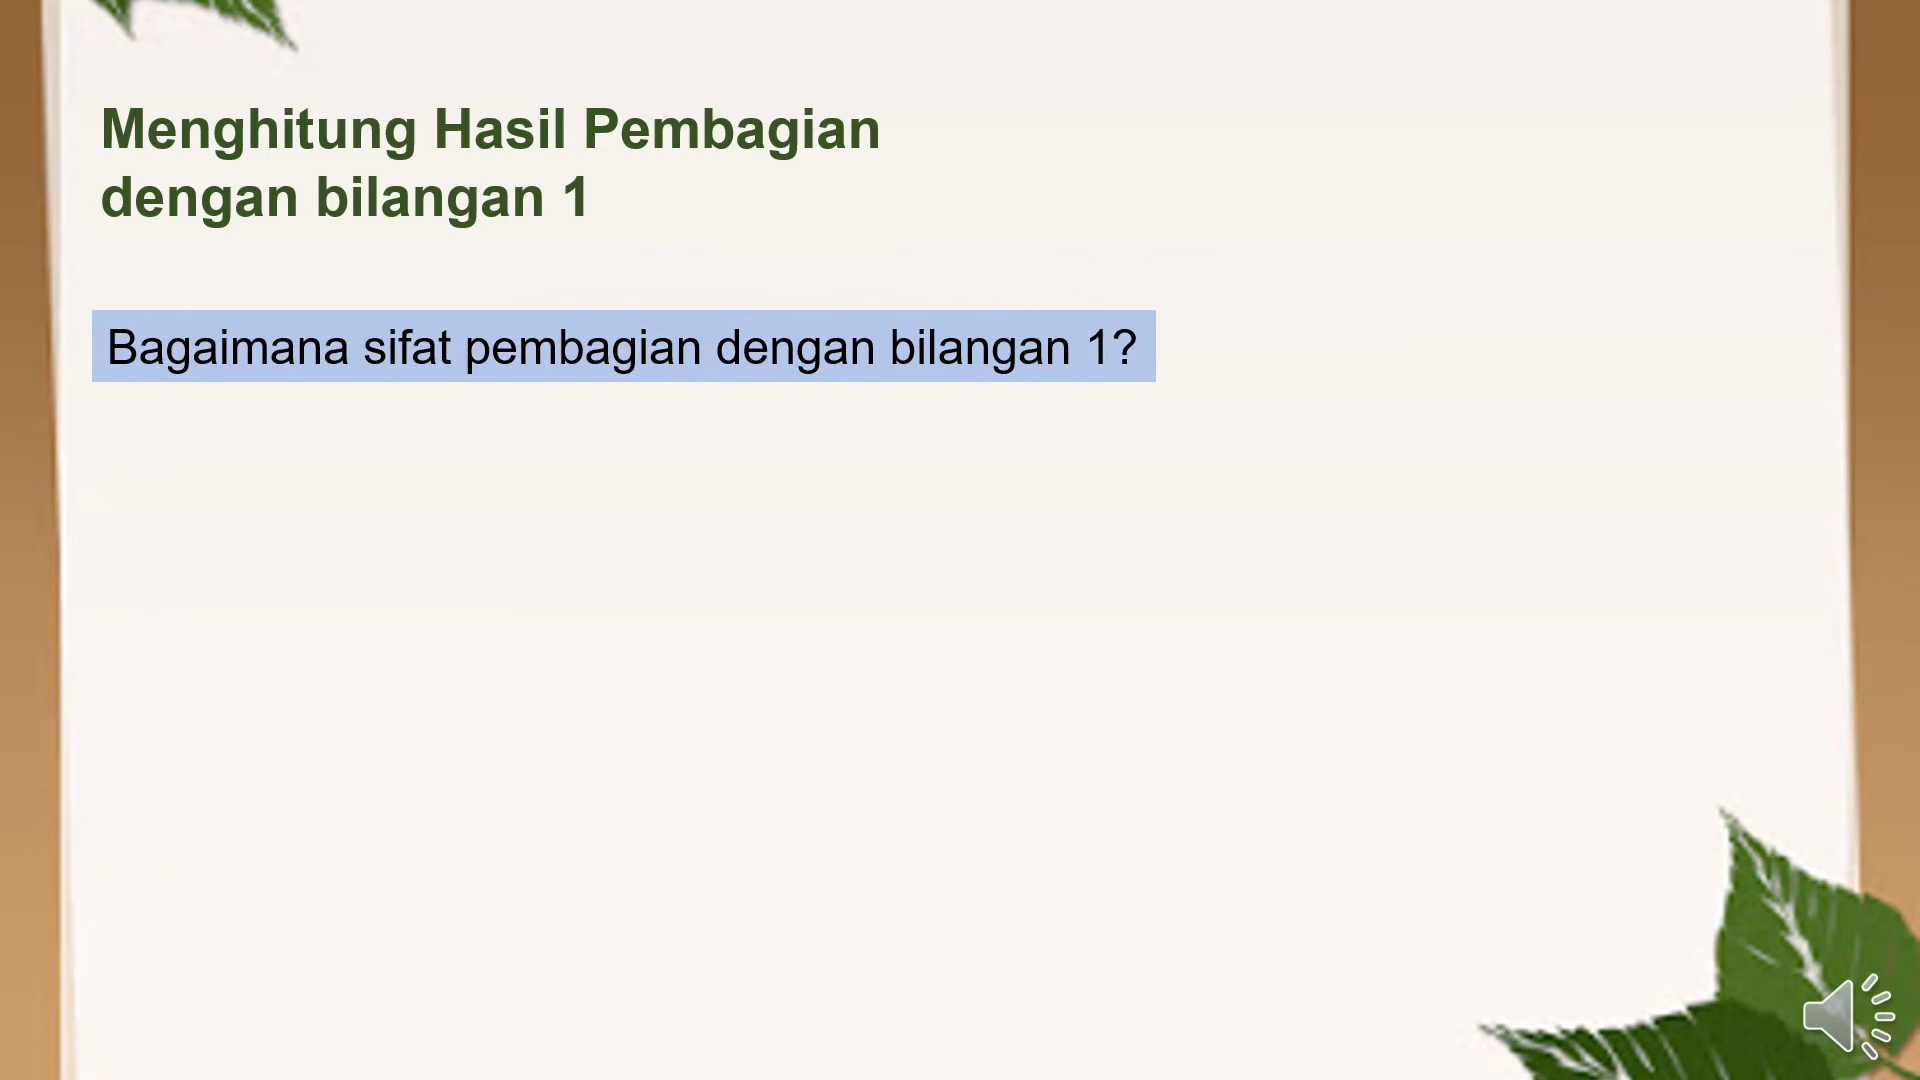 Menghitung Hasil Pembagian
dengan bilangan 1
Bagaimana sifat pembagian dengan bilangan 1?